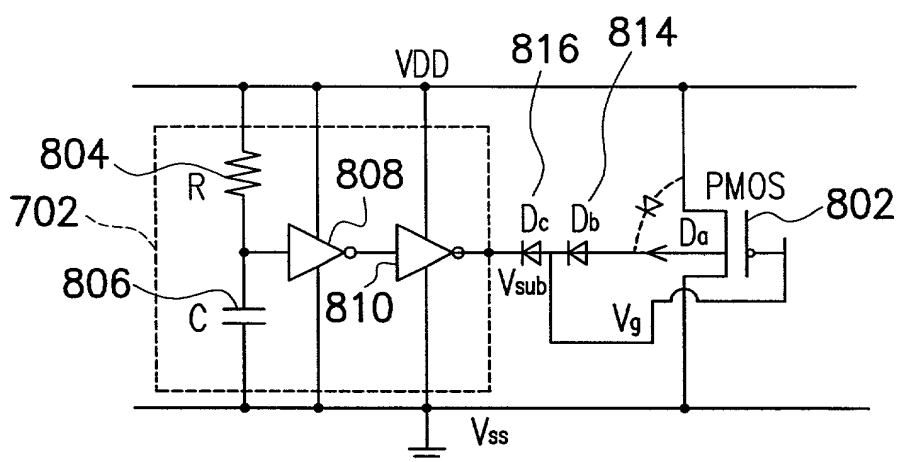 816
814
VDD
804
R
808
702
Dc
Db
PMOS
Da
802
806
C
810
Vsub
Vg
Vss